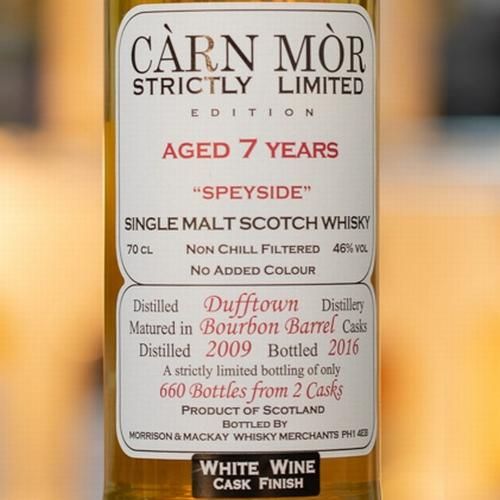 CÀRN MÒR
STRICTLY LIMITED
EDITION
AGED 7 YEARS
"SPEYSIDE"
SINGLE MALT SCOTCH WHISKY
70 CL NON CHILL FILTERED 46% VOL
NO ADDED COLOUR
Distilled Dufftown Distillery
Matured in Bourbon Barrel Casks
Distilled 2009 Bottled 2016
A strictly limited bottling of only
660 Bottles from 2 Casks
PRODUCT OF SCOTLAND
BOTTLED BY
MORRISON & MACKAY WHISKY MERCHANTS PH1 4EB
WHITE WINE
CASK FINISH